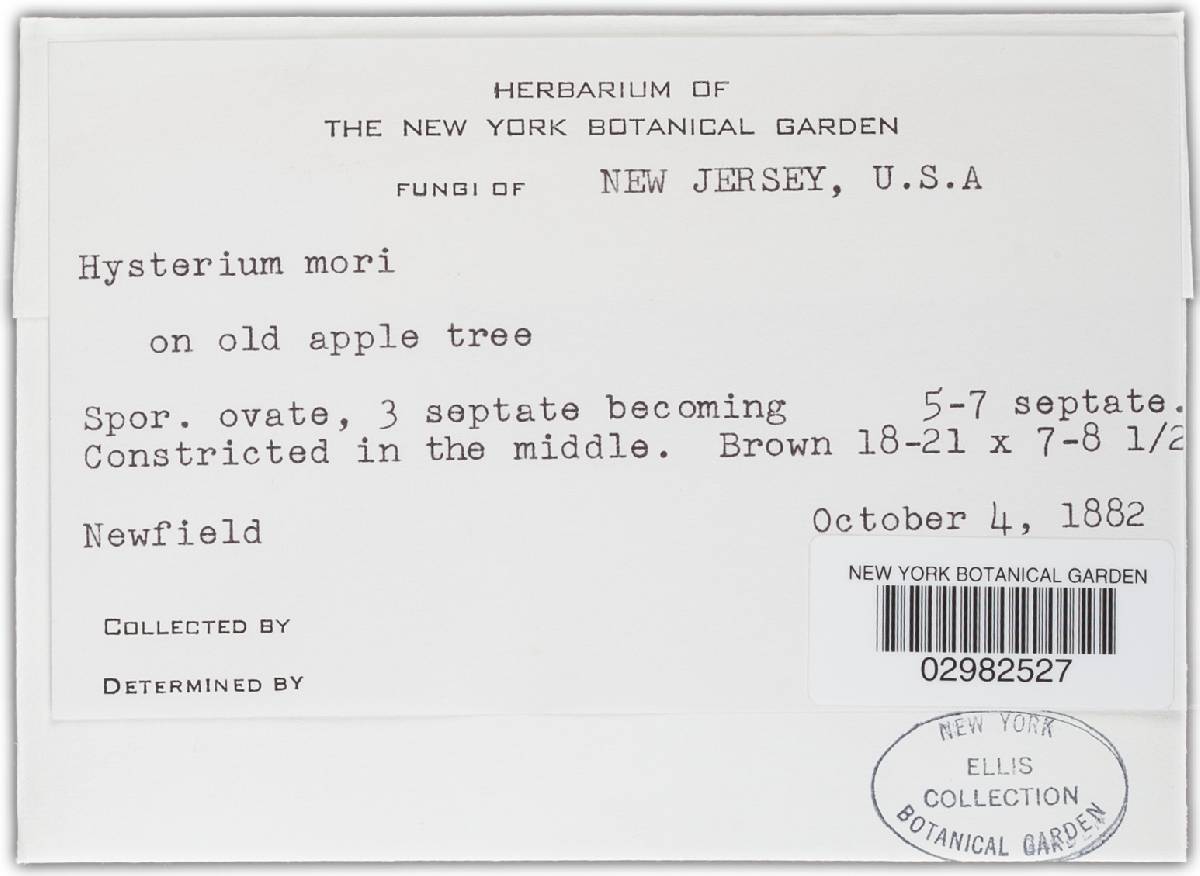 HERBARIUM OF
THE NEW YORK BOTANICAL GARDEN
FUNGI OF NEW JERSEY, U.S.A
Hysterium mori
on old apple tree
Spor. ovate, 3 septate becoming 5-7 septate.
Constricted in the middle. Brown 18-21 x 7-8 1/2
Newfield October 4, 1882
NEW YORK BOTANICAL GARDEN
02982527
COLLECTED BY
DETERMINED BY
NEW YORK
ELLIS
COLLECTION
BOTANICAL GARDEN